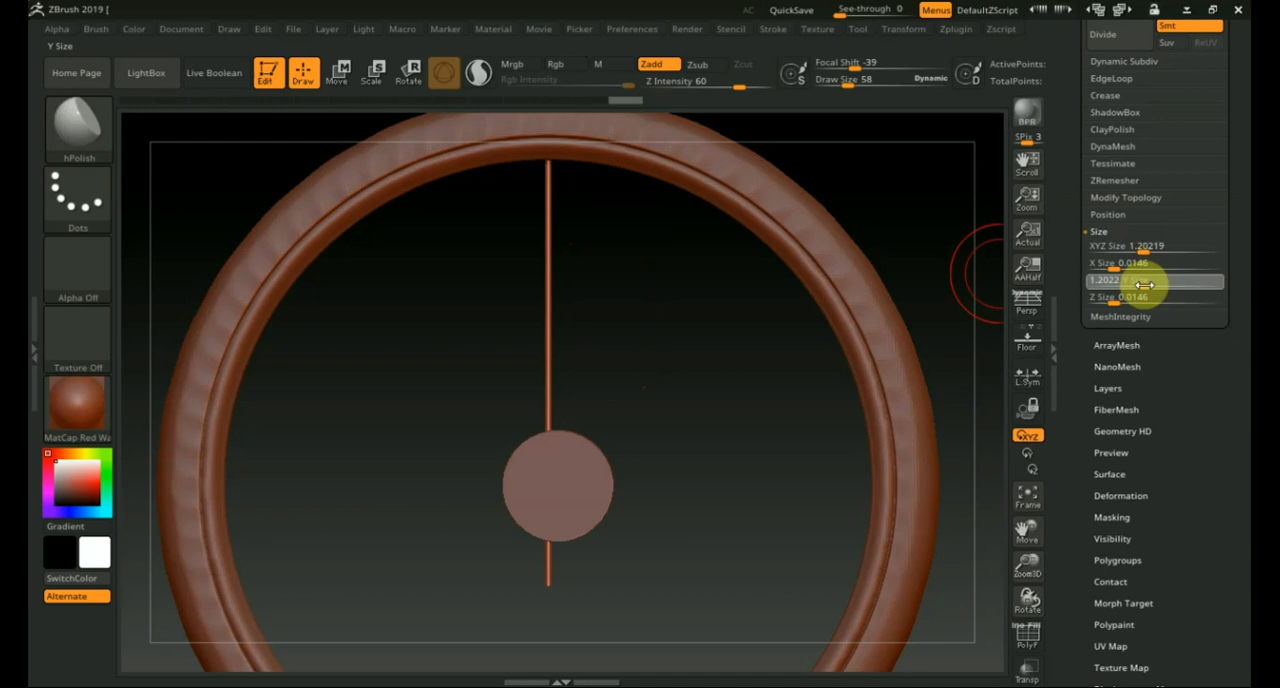 ZBrush 2019 [
AC QuickSave See-through 0 Menus DefaultZScript
Alpha Brush Color Document Draw Edit File Layer Light Macro Marker Material Movie Picker Preferences Render Stencil Stroke Texture Tool Transform Zplugin Zscript
Y Size
Home Page LightBox Live Boolean Edit Draw Move Scale Rotate
Mrgb Rgb M Zadd Zsub Zcut
Rgb Intensity Z Intensity 60
Focal Shift -39
Draw Size 58 Dynamic
ActivePoints:
TotalPoints:
hPolish
Dots
Alpha Off
Texture Off
MatCap Red Wa
Gradient
SwitchColor
Alternate
BPR
SPix 3
Scroll
Zoom
Actual
AAHalf
Dynamic
Persp
Floor
L.Sym
XYZ
Frame
Move
Zoom3D
Rotate
PolyF
Transp
Divide Smt
Suv ReUV
Dynamic Subdiv
EdgeLoop
Crease
ShadowBox
ClayPolish
DynaMesh
Tessimate
ZRemesher
Modify Topology
Position
Size
XYZ Size 1.20219
X Size 0.0146
1.2022
Z Size 0.0146
MeshIntegrity
ArrayMesh
NanoMesh
Layers
FiberMesh
Geometry HD
Preview
Surface
Deformation
Masking
Visibility
Polygroups
Contact
Morph Target
Polypaint
UV Map
Texture Map